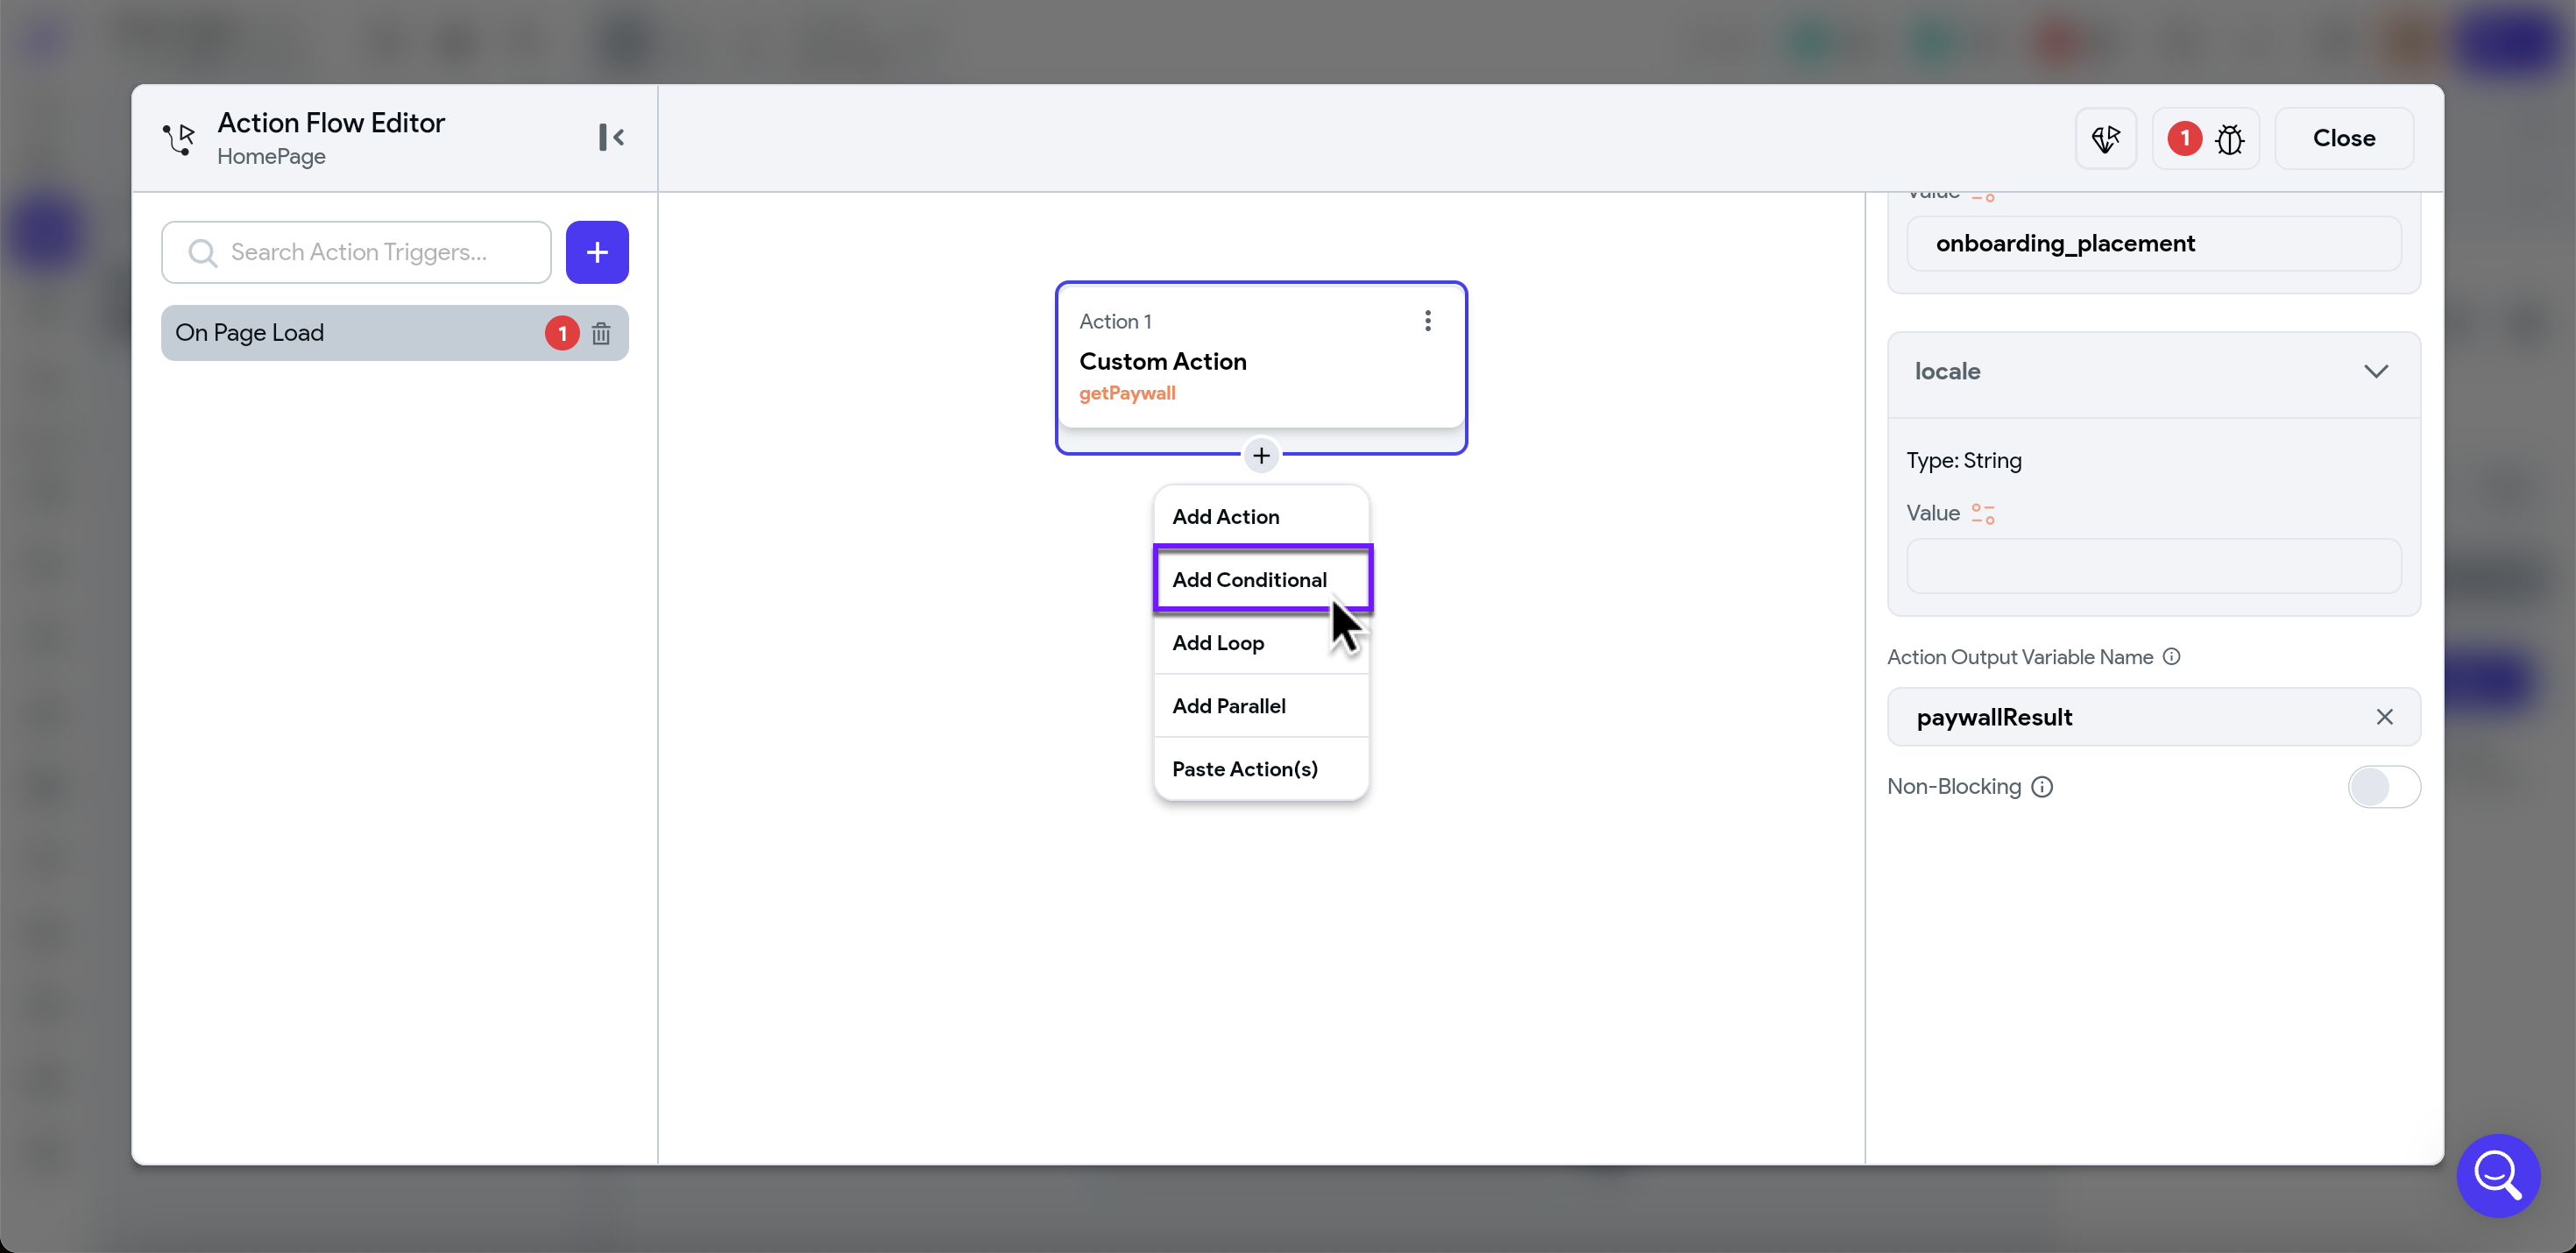 Action Flow Editor
HomePage
1
Close
Search Action Triggers...
On Page Load
1
Action 1
Custom Action
getPaywall
Add Action
Add Conditional
Add Loop
Add Parallel
Paste Action(s)
Value
onboarding_placement
locale
Type: String
Value
Action Output Variable Name
paywallResult
Non-Blocking